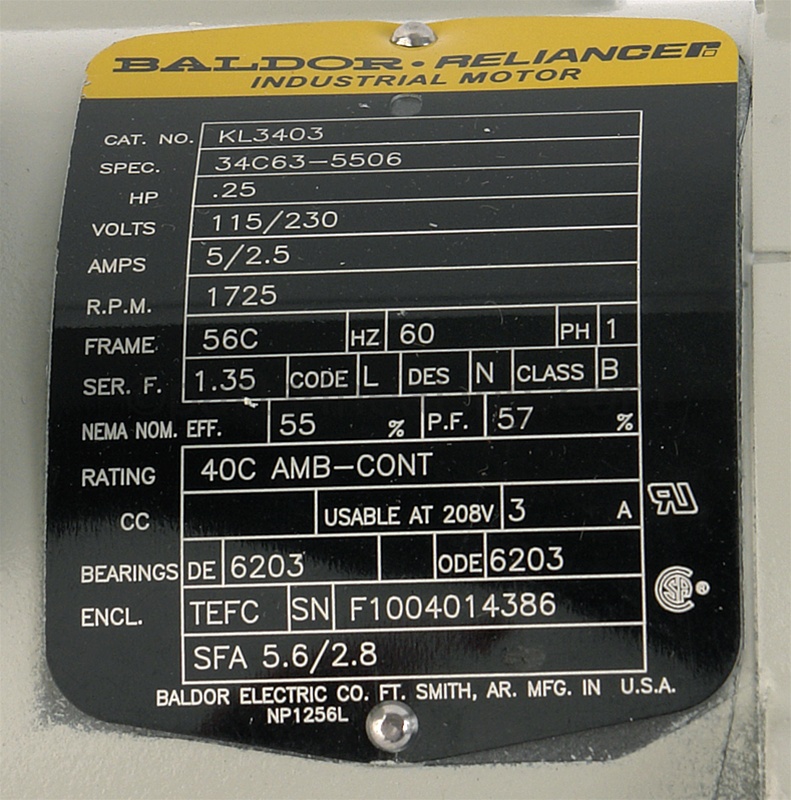 BALDOR • RELIANCER
INDUSTRIAL MOTOR
CAT. NO. KL3403
SPEC. 34C63-5506
HP .25
VOLTS 115/230
AMPS 5/2.5
R.P.M. 1725
FRAME 56C HZ 60 PH 1
SER. F. 1.35 CODE L DES N CLASS B
NEMA NOM. EFF. 55 % P.F. 57 %
RATING 40C AMB-CONT
CC USABLE AT 208V 3 A
BEARINGS DE 6203 ODE 6203
ENCL. TEFC SN F1004014386
SFA 5.6/2.8
BALDOR ELECTRIC CO. FT. SMITH, AR. MFG. IN U.S.A.
NP1256L